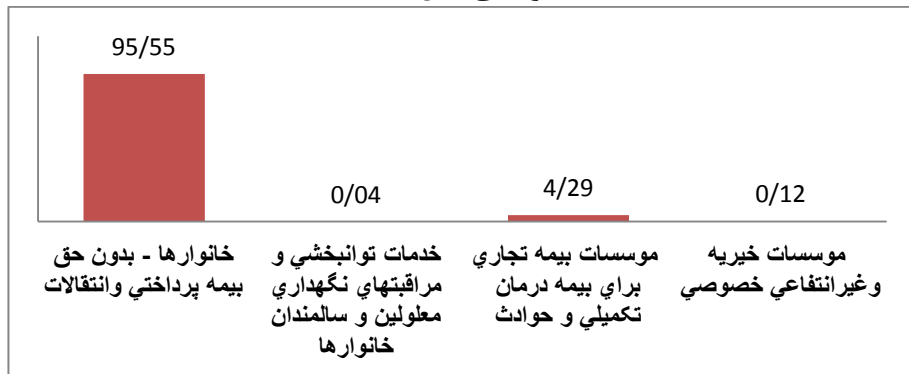 95/55
0/04
4/29
0/12
خانوارها - بدون حق
بيمه پرداختي وانتقالات
خدمات توانبخشي و
مراقبتهاي نگهداري
معلولين و سالمندان
خانوارها
موسسات بيمه تجاري
براي بيمه درمان
تكميلي و حوادث
موسسات خيريه
وغيرانتفاعي خصوصي